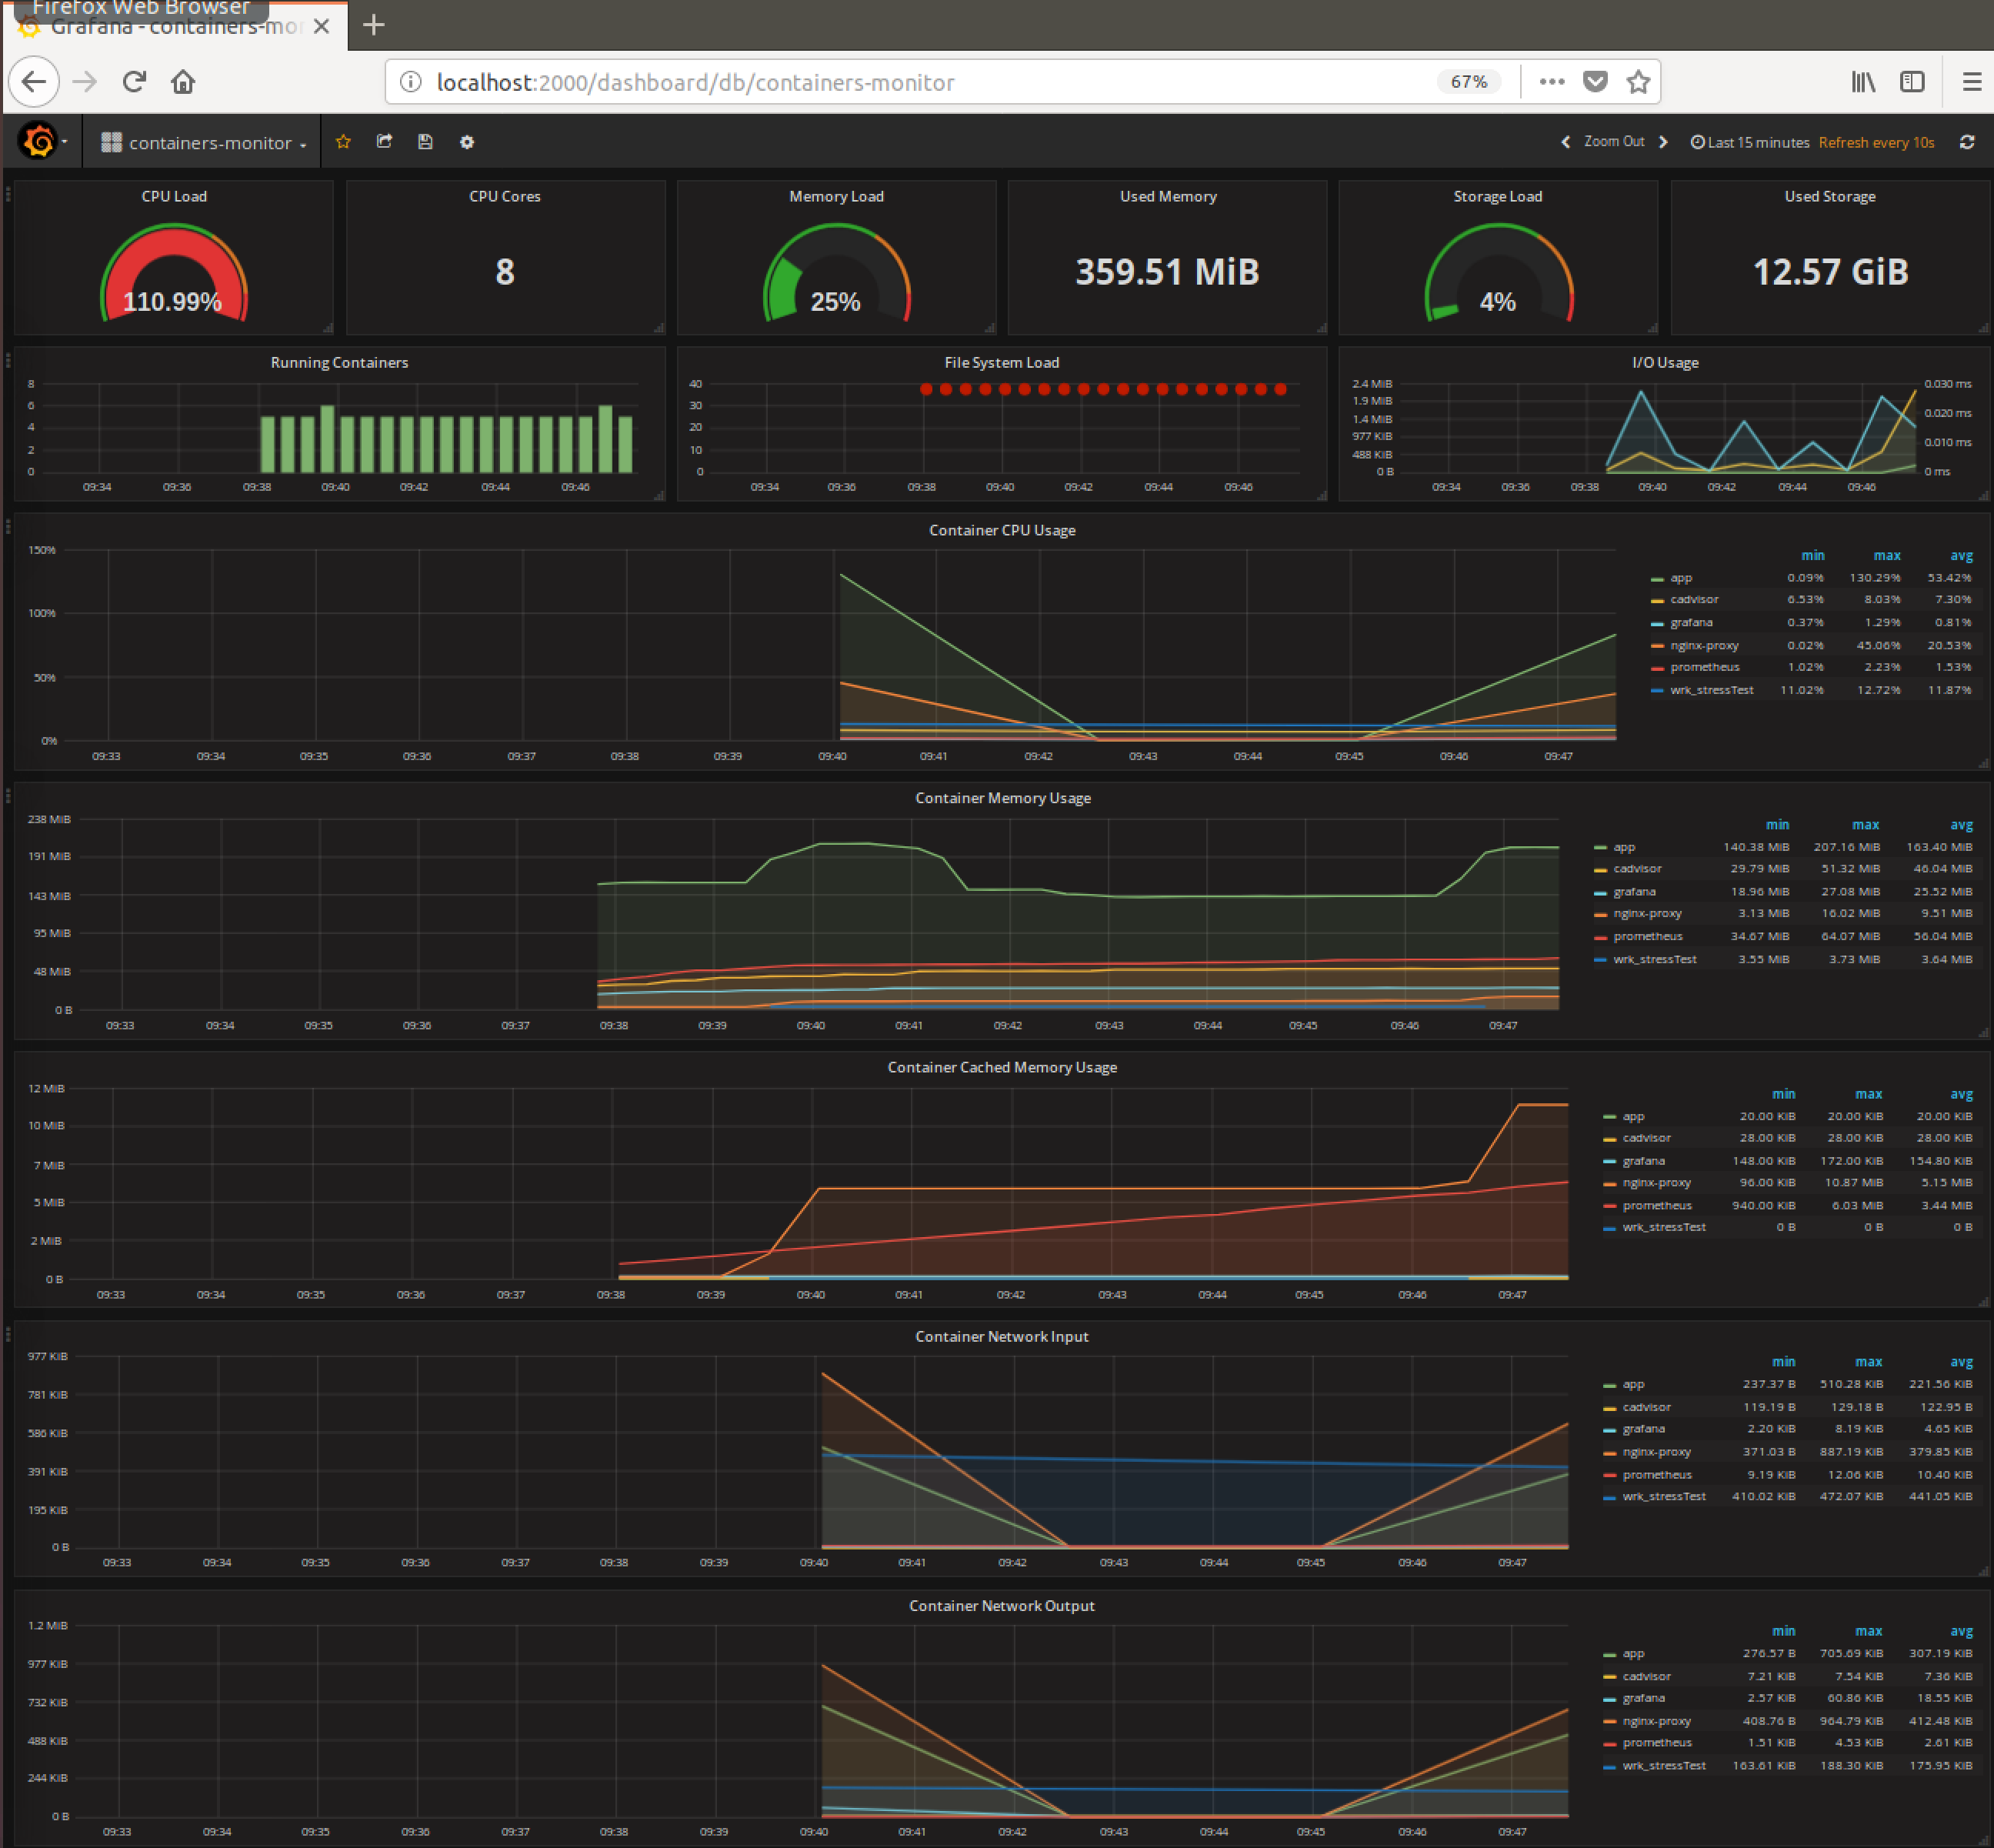 Firefox Web Browser
Grafana - containers-mo
localhost:2000/dashboard/db/containers-monitor
67%
containers-monitor
Zoom Out
Last 15 minutes Refresh every 10s
CPU Load
CPU Cores
Memory Load
Used Memory
Storage Load
Used Storage
110.99%
8
25%
359.51 MiB
4%
12.57 GiB
Running Containers
8
6
4
2
0
09:34 09:36 09:38 09:40 09:42 09:44 09:46
File System Load
40
30
20
10
0
09:34 09:36 09:38 09:40 09:42 09:44 09:46
I/O Usage
2.4 MiB 0.030 ms
1.9 MiB
1.4 MiB 0.020 ms
977 KiB 0.010 ms
488 KiB
0 B 0 ms
09:34 09:36 09:38 09:40 09:42 09:44 09:46
Container CPU Usage
150%
100%
50%
0%
09:33 09:34 09:35 09:36 09:37 09:38 09:39 09:40 09:41 09:42 09:43 09:44 09:45 09:46 09:47
min max avg
app 0.09% 130.29% 53.42%
cadvisor 6.53% 8.03% 7.30%
grafana 0.37% 1.29% 0.81%
nginx-proxy 0.02% 45.06% 20.53%
prometheus 1.02% 2.23% 1.53%
wrk_stressTest 11.02% 12.72% 11.87%
Container Memory Usage
238 MiB
191 MiB
143 MiB
95 MiB
48 MiB
0 B
09:33 09:34 09:35 09:36 09:37 09:38 09:39 09:40 09:41 09:42 09:43 09:44 09:45 09:46 09:47
min max avg
app 140.38 MiB 207.16 MiB 163.40 MiB
cadvisor 29.79 MiB 51.32 MiB 46.04 MiB
grafana 18.96 MiB 27.08 MiB 25.52 MiB
nginx-proxy 3.13 MiB 16.02 MiB 9.51 MiB
prometheus 34.67 MiB 64.07 MiB 56.04 MiB
wrk_stressTest 3.55 MiB 3.73 MiB 3.64 MiB
Container Cached Memory Usage
12 MiB
10 MiB
7 MiB
5 MiB
2 MiB
0 B
09:33 09:34 09:35 09:36 09:37 09:38 09:39 09:40 09:41 09:42 09:43 09:44 09:45 09:46 09:47
min max avg
app 20.00 KiB 20.00 KiB 20.00 KiB
cadvisor 28.00 KiB 28.00 KiB 28.00 KiB
grafana 148.00 KiB 172.00 KiB 154.80 KiB
nginx-proxy 96.00 KiB 10.87 MiB 5.15 MiB
prometheus 940.00 KiB 6.03 MiB 3.44 MiB
wrk_stressTest 0 B 0 B 0 B
Container Network Input
977 KiB
781 KiB
586 KiB
391 KiB
195 KiB
0 B
09:33 09:34 09:35 09:36 09:37 09:38 09:39 09:40 09:41 09:42 09:43 09:44 09:45 09:46 09:47
min max avg
app 237.37 B 510.28 KiB 221.56 KiB
cadvisor 119.19 B 129.18 B 122.95 B
grafana 2.20 KiB 8.19 KiB 4.65 KiB
nginx-proxy 371.03 B 887.19 KiB 379.85 KiB
prometheus 9.19 KiB 12.06 KiB 10.40 KiB
wrk_stressTest 410.02 KiB 472.07 KiB 441.05 KiB
Container Network Output
1.2 MiB
977 KiB
732 KiB
488 KiB
244 KiB
0 B
09:33 09:34 09:35 09:36 09:37 09:38 09:39 09:40 09:41 09:42 09:43 09:44 09:45 09:46 09:47
min max avg
app 276.57 B 705.69 KiB 307.19 KiB
cadvisor 7.21 KiB 7.54 KiB 7.36 KiB
grafana 2.57 KiB 60.86 KiB 18.55 KiB
nginx-proxy 408.76 B 964.79 KiB 412.48 KiB
prometheus 1.51 KiB 4.53 KiB 2.61 KiB
wrk_stressTest 163.61 KiB 188.30 KiB 175.95 KiB